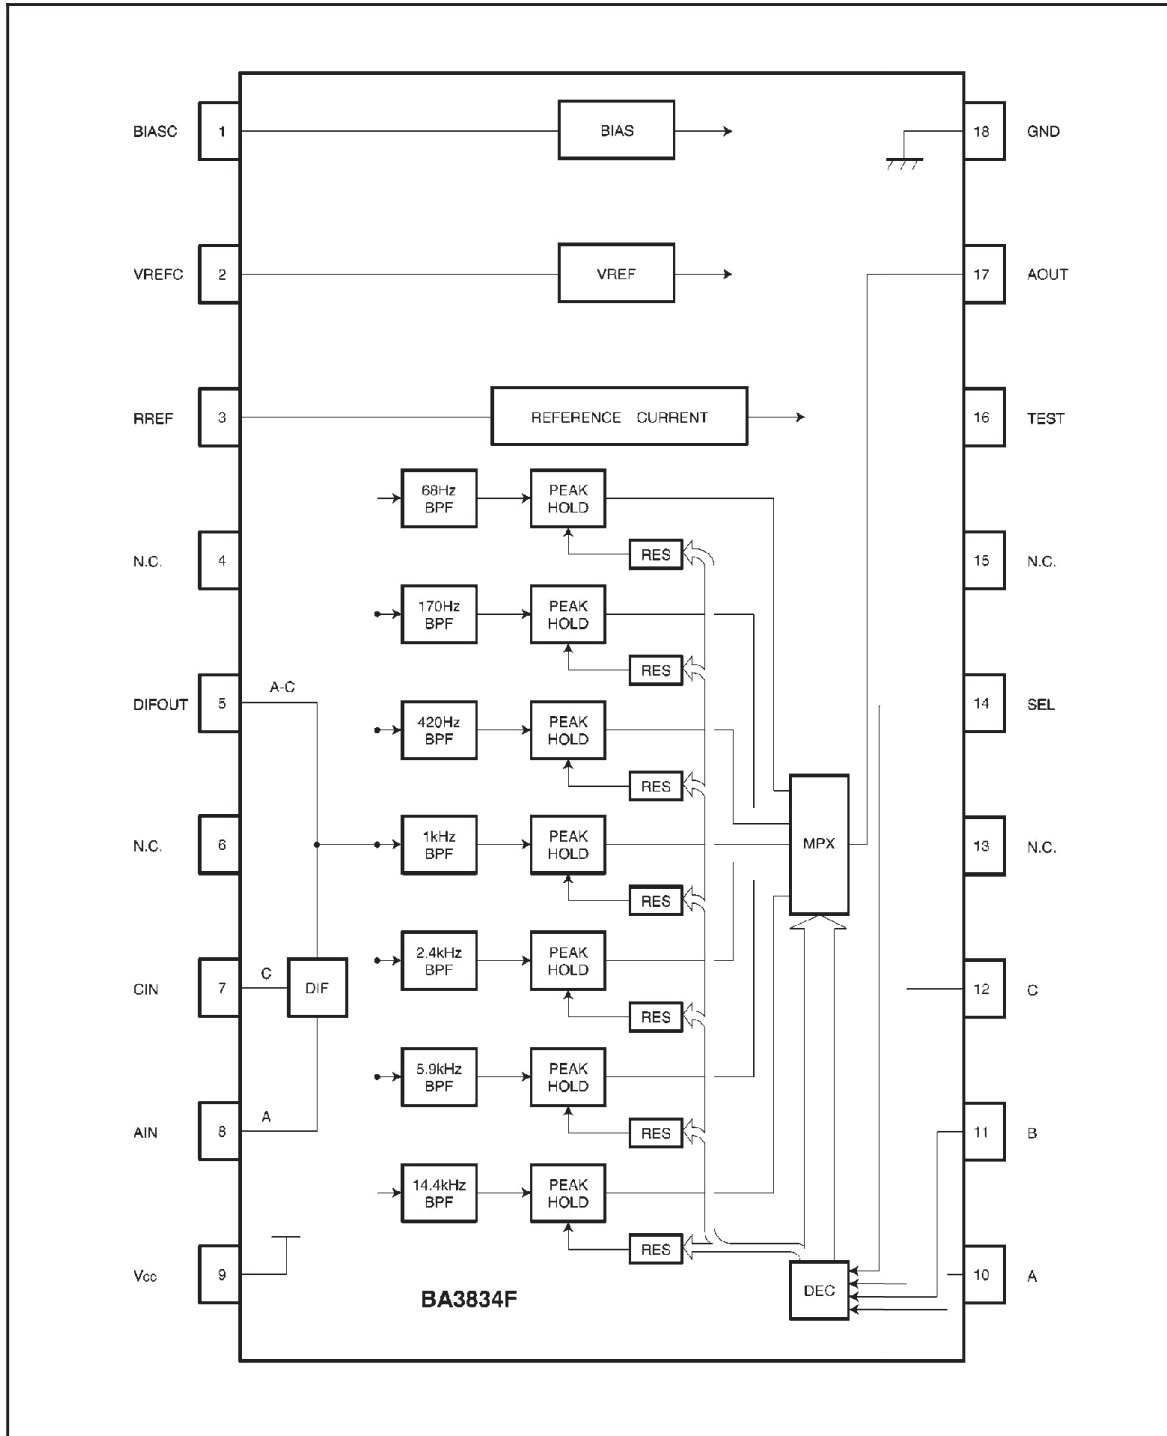 BIASC 1 BIAS 18 GND
VREFC 2 VREF 17 AOUT
RREF 3 REFERENCE CURRENT 16 TEST
68Hz BPF PEAK HOLD
N.C. 4 RES 15 N.C.
170Hz BPF PEAK HOLD
RES
DIFOUT 5 A-C 14 SEL
420Hz BPF PEAK HOLD
RES
N.C. 6 1kHz BPF PEAK HOLD MPX 13 N.C.
RES
2.4kHz BPF PEAK HOLD
CIN 7 C DIF 12 C
RES
5.9kHz BPF PEAK HOLD
AIN 8 A RES 11 B
14.4kHz BPF PEAK HOLD
RES
Vcc 9 DEC 10 A
BA3834F